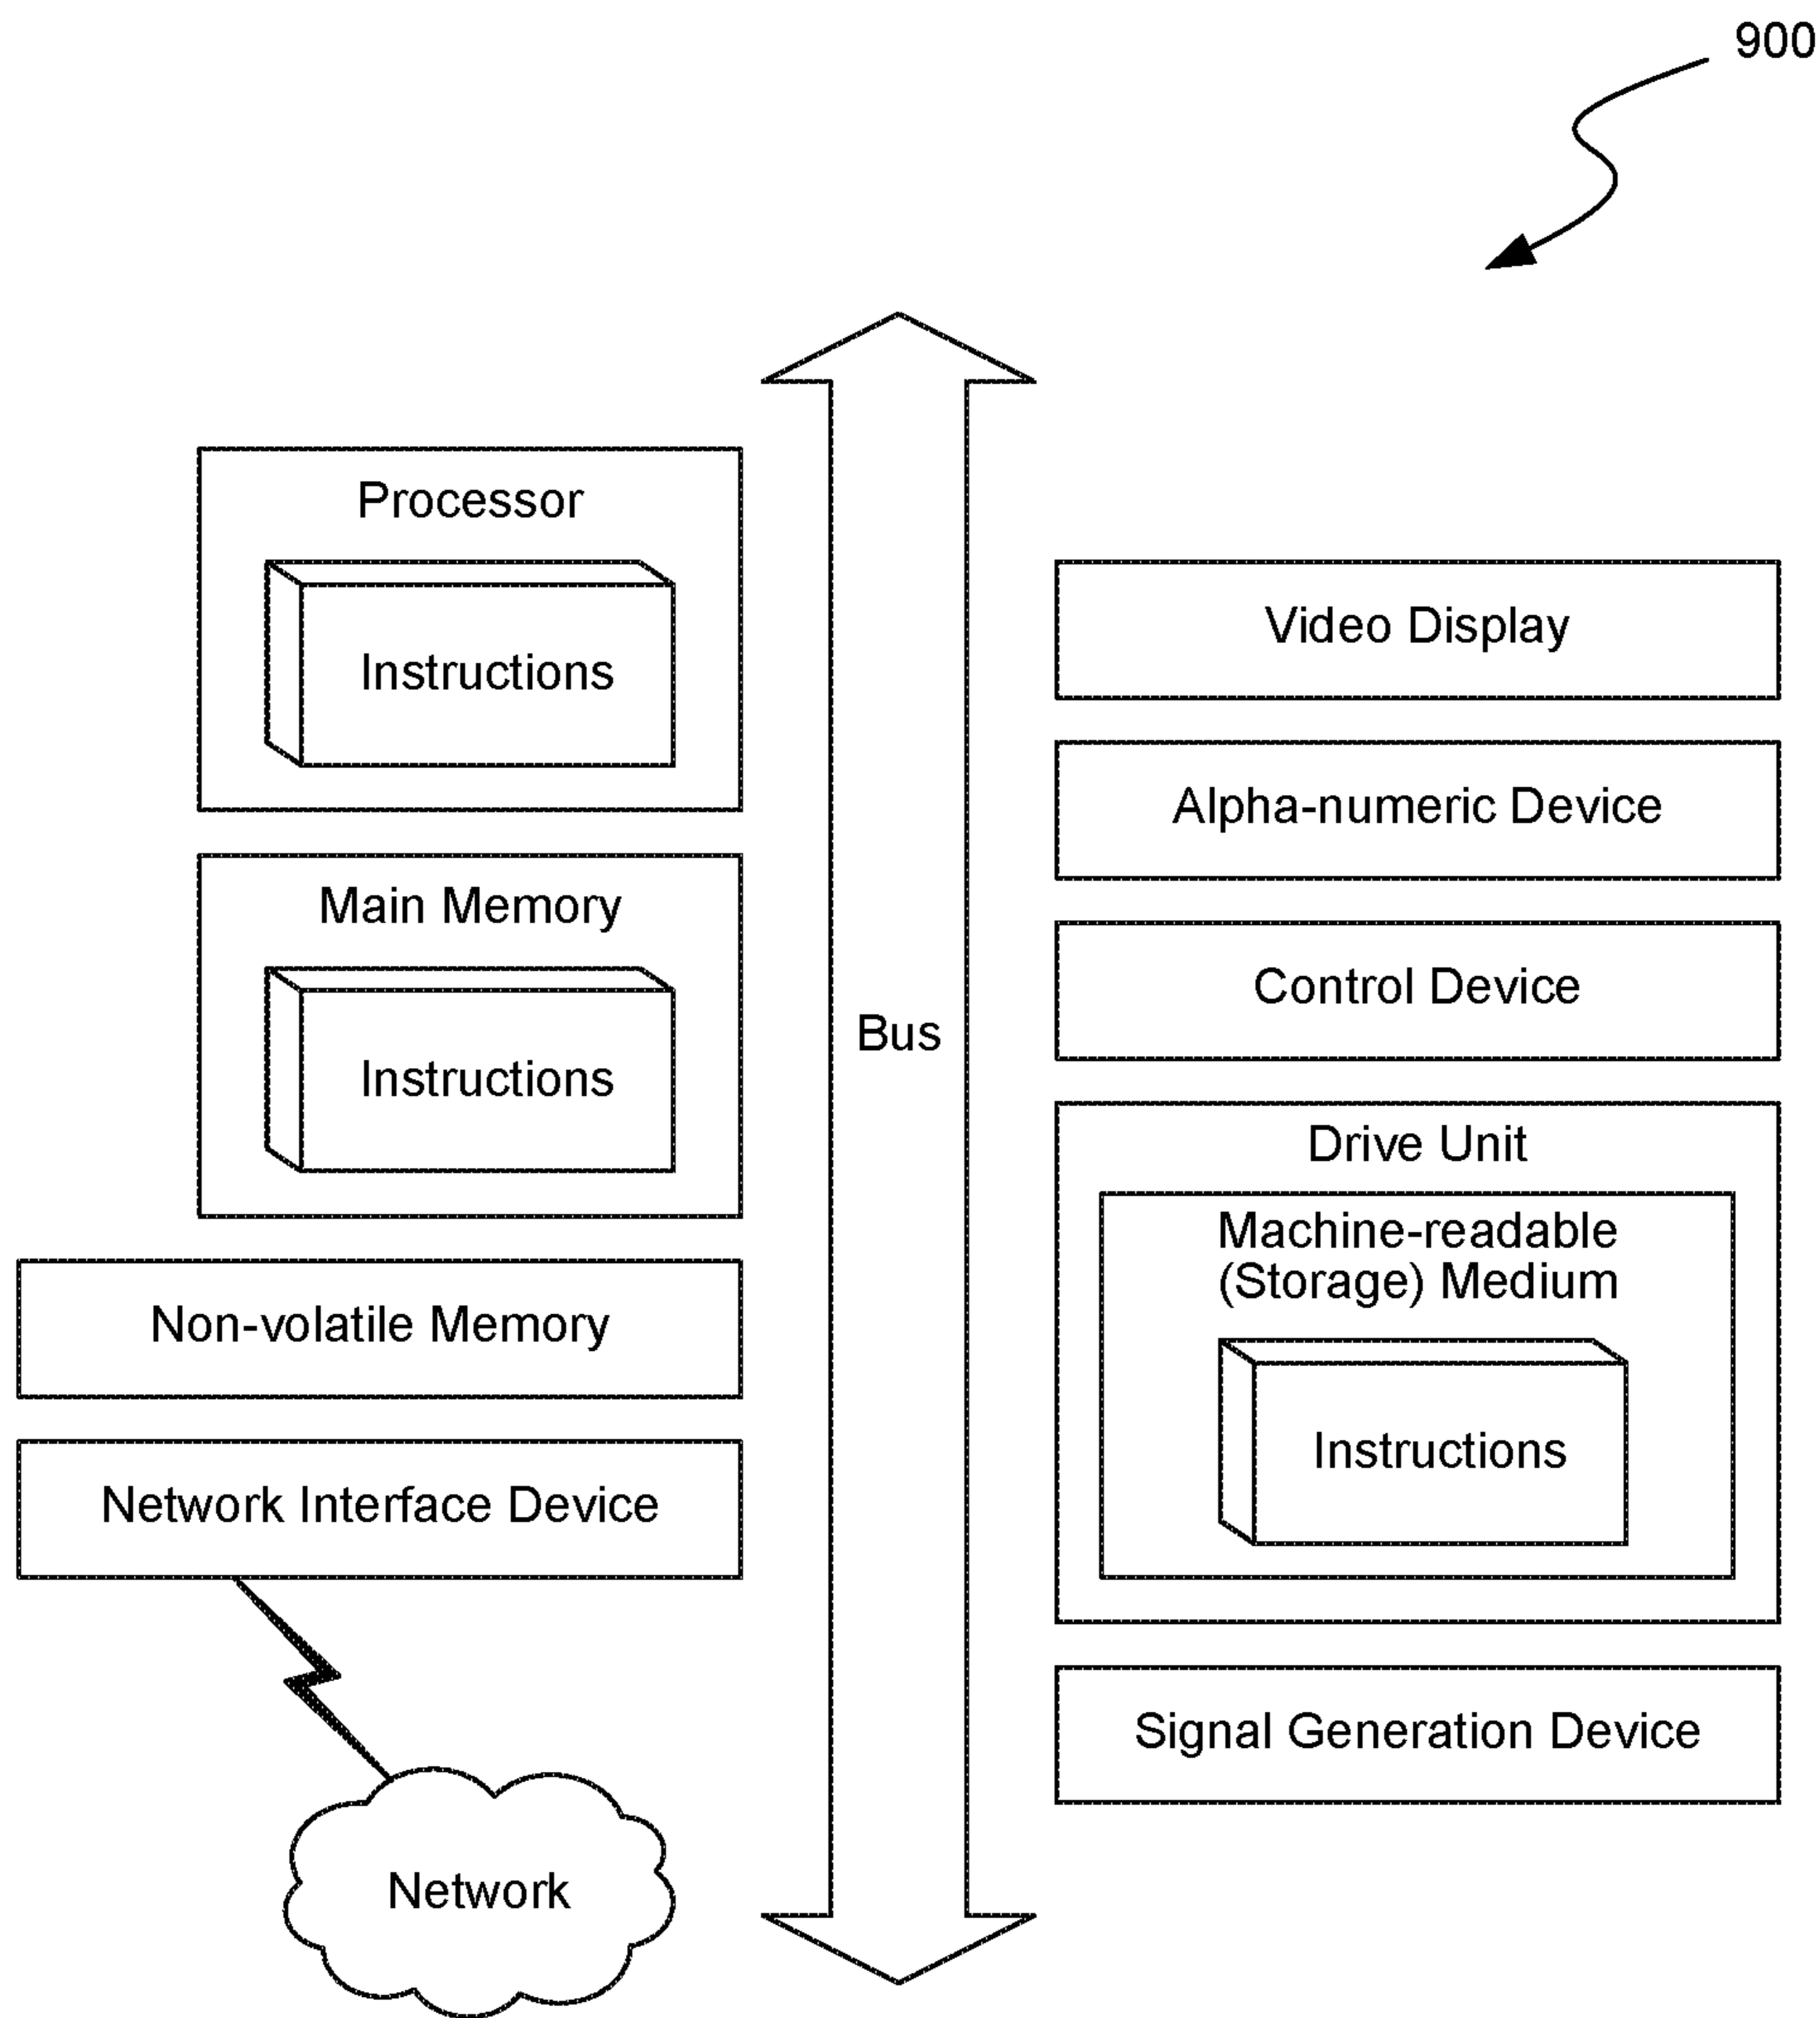 900
Processor
Instructions
Main Memory
Instructions
Non-volatile Memory
Network Interface Device
Network
Bus
Video Display
Alpha-numeric Device
Control Device
Drive Unit
Machine-readable
(Storage) Medium
Instructions
Signal Generation Device